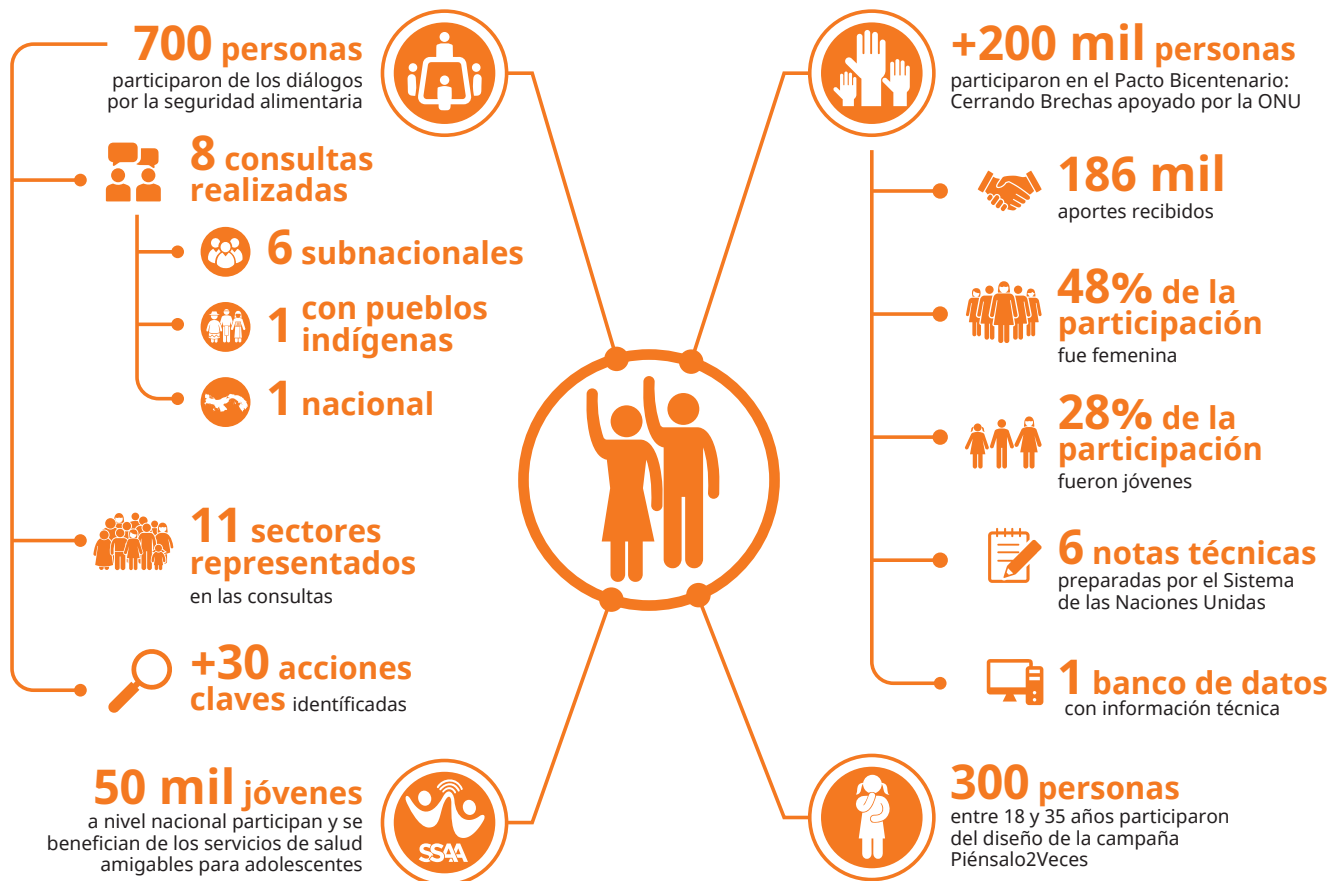 700 personas
participaron de los diálogos
por la seguridad alimentaria
8 consultas
realizadas
6 subnacionales
1 con pueblos
indígenas
1 nacional
11 sectores
representados
en las consultas
+30 acciones
claves identíficadas
50 mil jóvenes
a nivel nacional participan y se
benefician de los servicios de salud
amigables para adolescentes
SSAA
+200 mil personas
participaron en el Pacto Bicentenario:
Cerrando Brechas apoyado por la ONU
186 mil
aportes recibidos
48% de la
participación
fue femenina
28% de la
participación
fueron jóvenes
6 notas técnicas
preparadas por el Sistema
de las Naciones Unidas
1 banco de datos
con información técnica
300 personas
entre 18 y 35 años participaron
del diseño de la campaña
Piénsalo2Veces